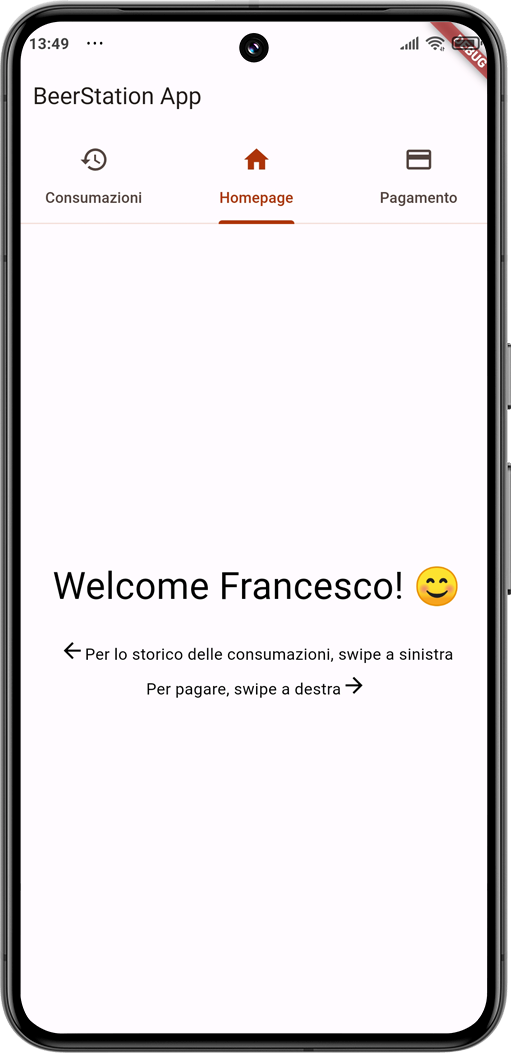 13:49 ...
BeerStation App
Consumazioni Homepage Pagamento
Welcome Francesco! 😊
← Per lo storico delle consumazioni, swipe a sinistra
Per pagare, swipe a destra →